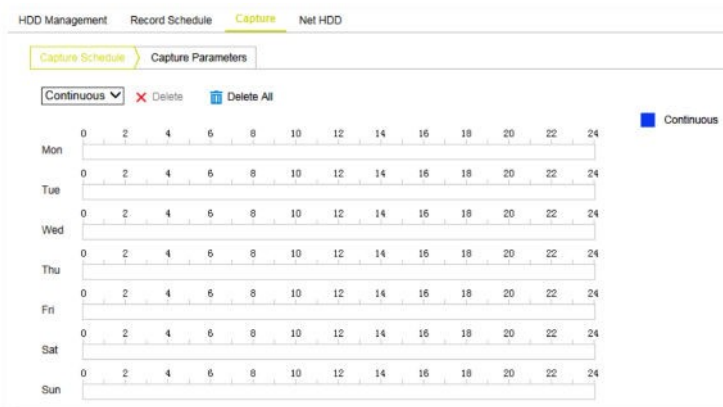 HDD Management Record Schedule Capture Net HDD
Capture Schedule Capture Parameters
Continuous Delete Delete All
Continuous
0 2 4 6 8 10 12 14 16 18 20 22 24
Mon
0 2 4 6 8 10 12 14 16 18 20 22 24
Tue
0 2 4 6 8 10 12 14 16 18 20 22 24
Wed
0 2 4 6 8 10 12 14 16 18 20 22 24
Thu
0 2 4 6 8 10 12 14 16 18 20 22 24
Fri
0 2 4 6 8 10 12 14 16 18 20 22 24
Sat
0 2 4 6 8 10 12 14 16 18 20 22 24
Sun